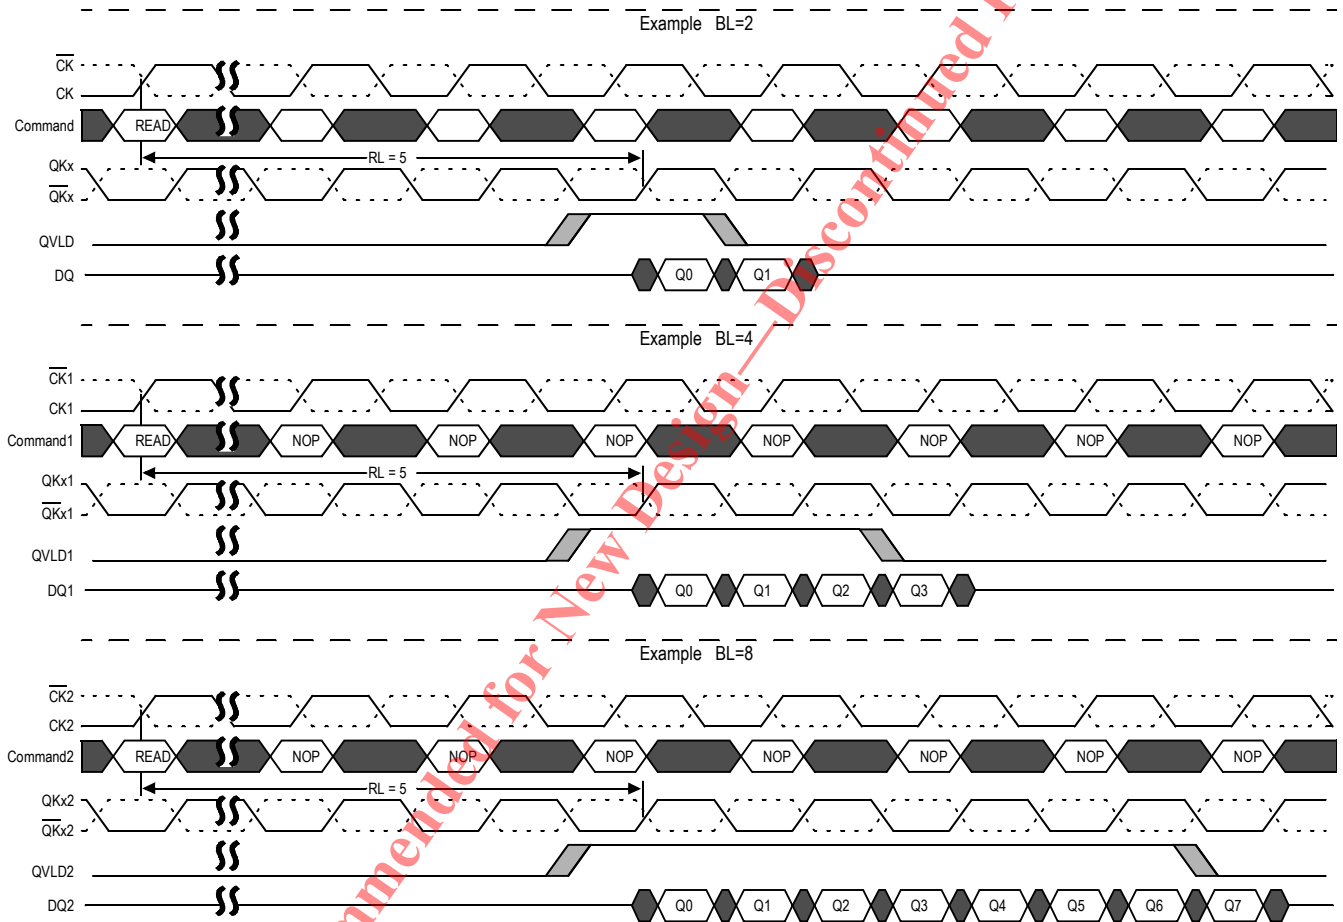 Example BL=2
CK
CK
Command READ
RL = 5
QKx
QKx
QVLD
DQ Q0 Q1
Example BL=4
CK1
CK1
Command1 READ NOP NOP NOP NOP NOP NOP NOP
RL = 5
QKx1
QKx1
QVLD1
DQ1 Q0 Q1 Q2 Q3
Example BL=8
CK2
CK2
Command2 READ NOP NOP NOP NOP NOP NOP NOP
RL = 5
QKx2
QKx2
QVLD2
DQ2 Q0 Q1 Q2 Q3 Q4 Q5 Q6 Q7
mmended for New Design—Discontinued